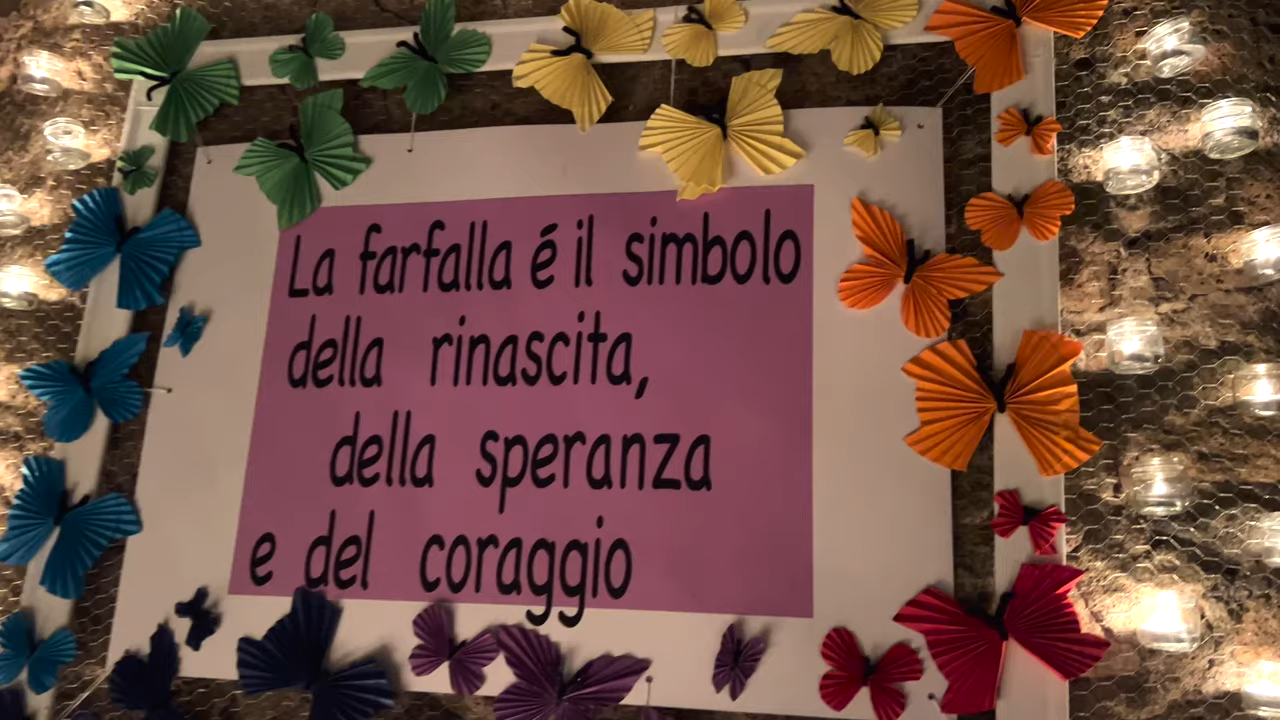 La farfalla é il simbolo
della rinascita,
della speranza
e del coraggio